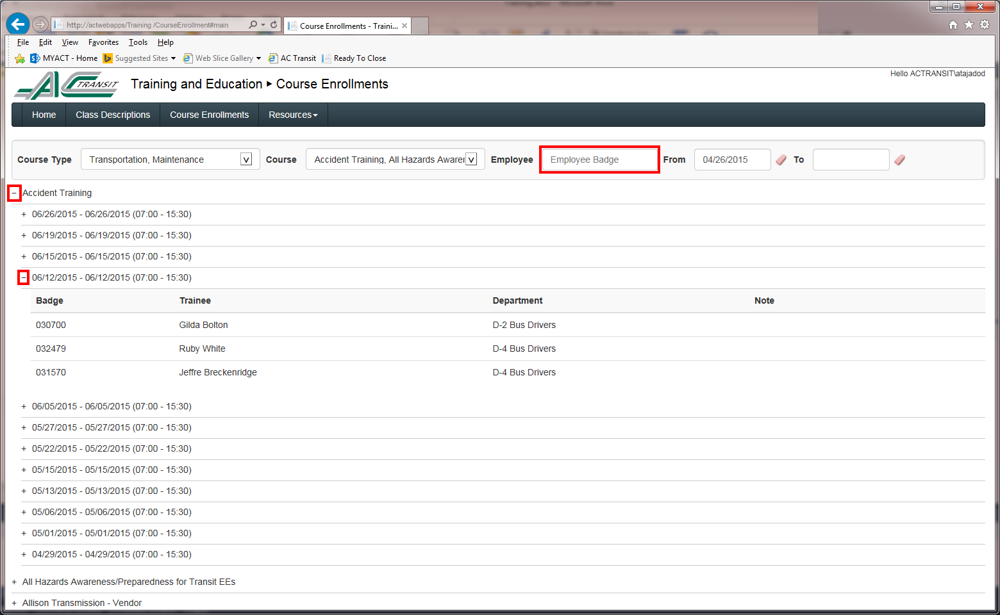 http://actwebapps/Training /CourseEnrollment#main
Course Enrollments - Traini...
File Edit View Favorites Tools Help
MYACT - Home Suggested Sites Web Slice Gallery AC Transit Ready To Close
AC TRANSIT Training and Education Course Enrollments
Hello ACTRANSIT\atajadod
Home Class Descriptions Course Enrollments Resources
Course Type Transportation, Maintenance Course Accident Training, All Hazards Awarer Employee Employee Badge From 04/26/2015 To
− Accident Training
+ 06/26/2015 - 06/26/2015 (07:00 - 15:30)
+ 06/19/2015 - 06/19/2015 (07:00 - 15:30)
+ 06/15/2015 - 06/15/2015 (07:00 - 15:30)
− 06/12/2015 - 06/12/2015 (07:00 - 15:30)
Badge Trainee Department Note
030700 Gilda Bolton D-2 Bus Drivers
032479 Ruby White D-4 Bus Drivers
031570 Jeffre Breckenridge D-4 Bus Drivers
+ 06/05/2015 - 06/05/2015 (07:00 - 15:30)
+ 05/27/2015 - 05/27/2015 (07:00 - 15:30)
+ 05/22/2015 - 05/22/2015 (07:00 - 15:30)
+ 05/15/2015 - 05/15/2015 (07:00 - 15:30)
+ 05/13/2015 - 05/13/2015 (07:00 - 15:30)
+ 05/06/2015 - 05/06/2015 (07:00 - 15:30)
+ 05/01/2015 - 05/01/2015 (07:00 - 15:30)
+ 04/29/2015 - 04/29/2015 (07:00 - 15:30)
+ All Hazards Awareness/Preparedness for Transit EEs
+ Allison Transmission - Vendor